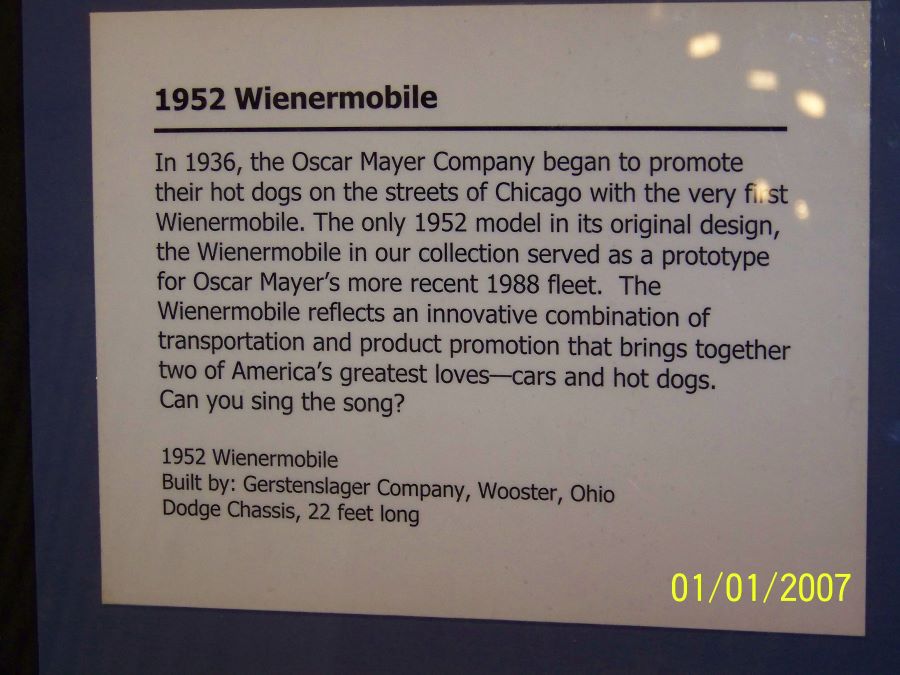 1952 Wienermobile
In 1936, the Oscar Mayer Company began to promote
their hot dogs on the streets of Chicago with the very first
Wienermobile. The only 1952 model in its original design,
the Wienermobile in our collection served as a prototype
for Oscar Mayer's more recent 1988 fleet.  The
Wienermobile reflects an innovative combination of
transportation and product promotion that brings together
two of America's greatest loves—cars and hot dogs.
Can you sing the song?
1952 Wienermobile
Built by: Gerstenslager Company, Wooster, Ohio
Dodge Chassis, 22 feet long
01/01/2007